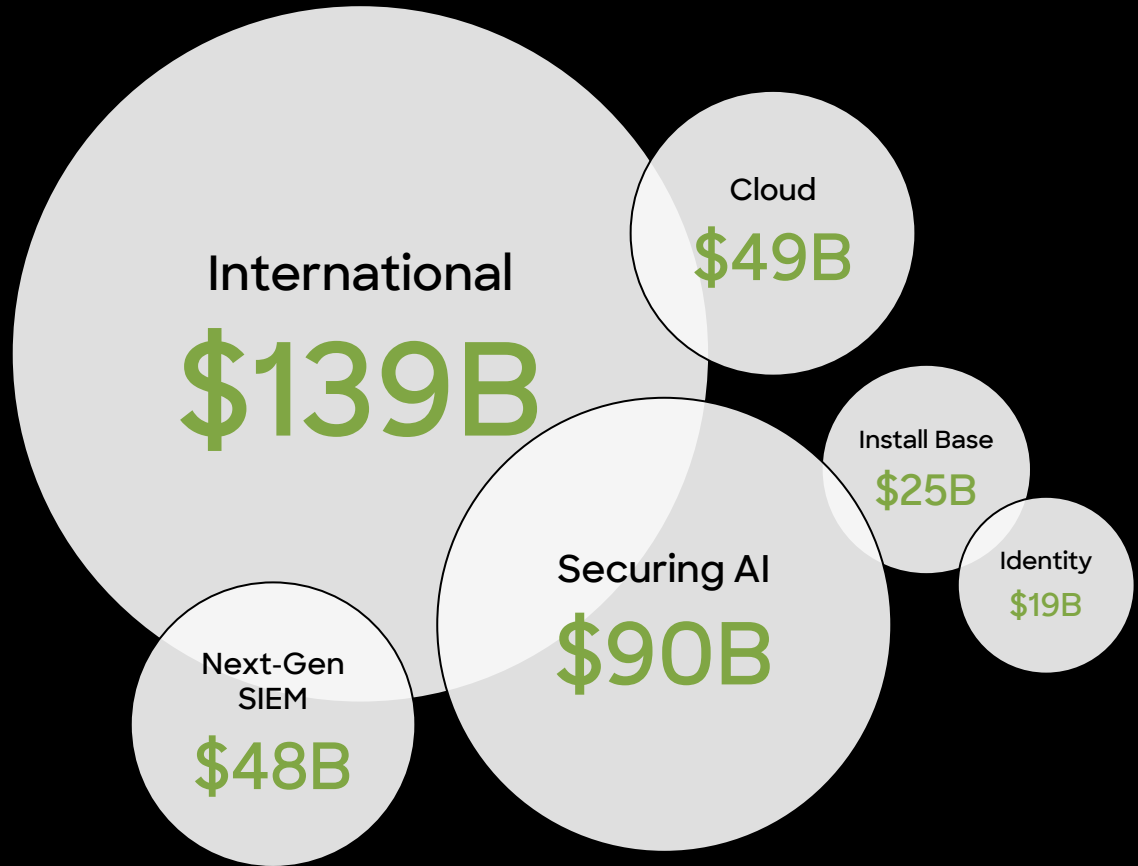 Cloud
$49B
International
$139B
Install Base
$25B
Identity
$19B
Securing AI
$90B
Next-Gen
SIEM
$48B